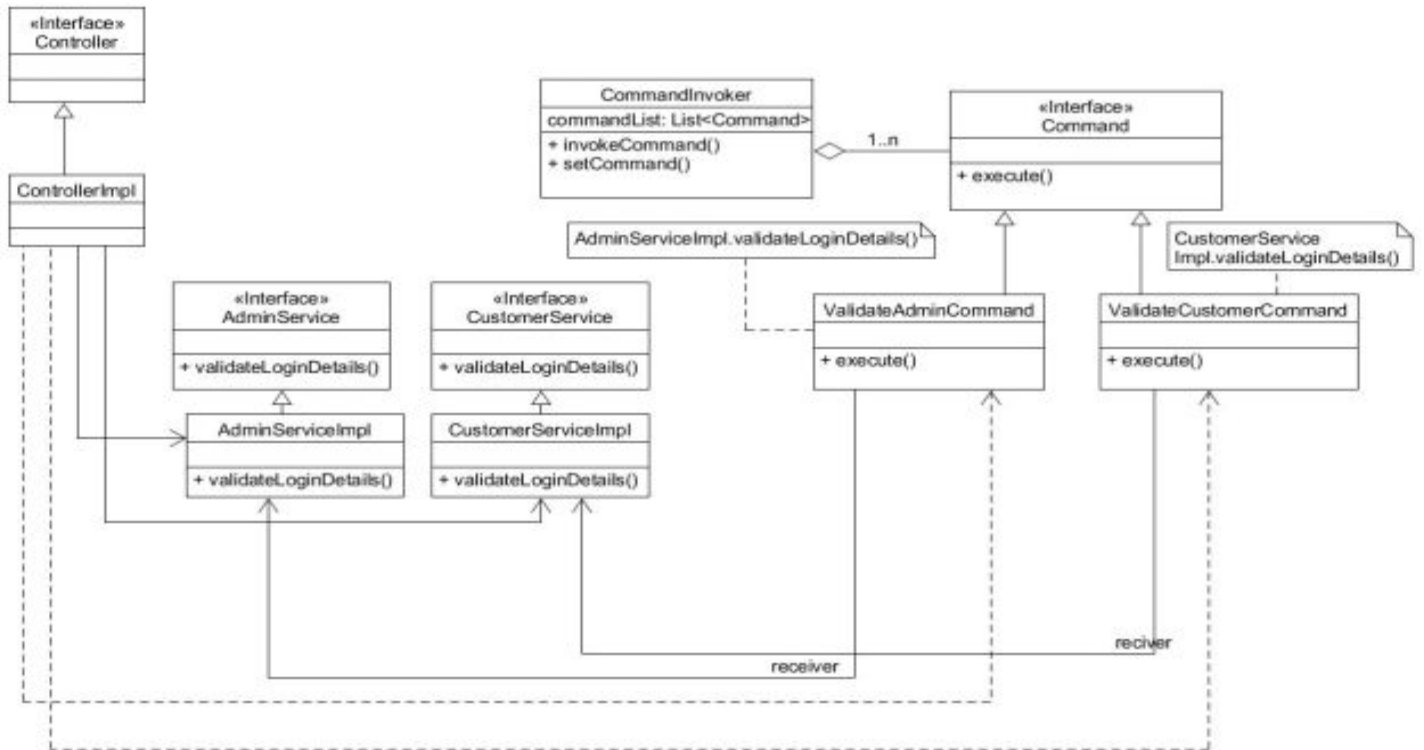 «Interface»
Controller
ControllerImpl
CommandInvoker
commandList: List<Command>
+ invokeCommand()
+ setCommand()
1..n
«Interface»
Command
+ execute()
AdminServiceImpl.validateLoginDetails()
CustomerService
Impl.validateLoginDetails()
«Interface»
AdminService
+ validateLoginDetails()
«Interface»
CustomerService
+ validateLoginDetails()
ValidateAdminCommand
+ execute()
ValidateCustomerCommand
+ execute()
AdminServiceImpl
+ validateLoginDetails()
CustomerServiceImpl
+ validateLoginDetails()
reciver
receiver